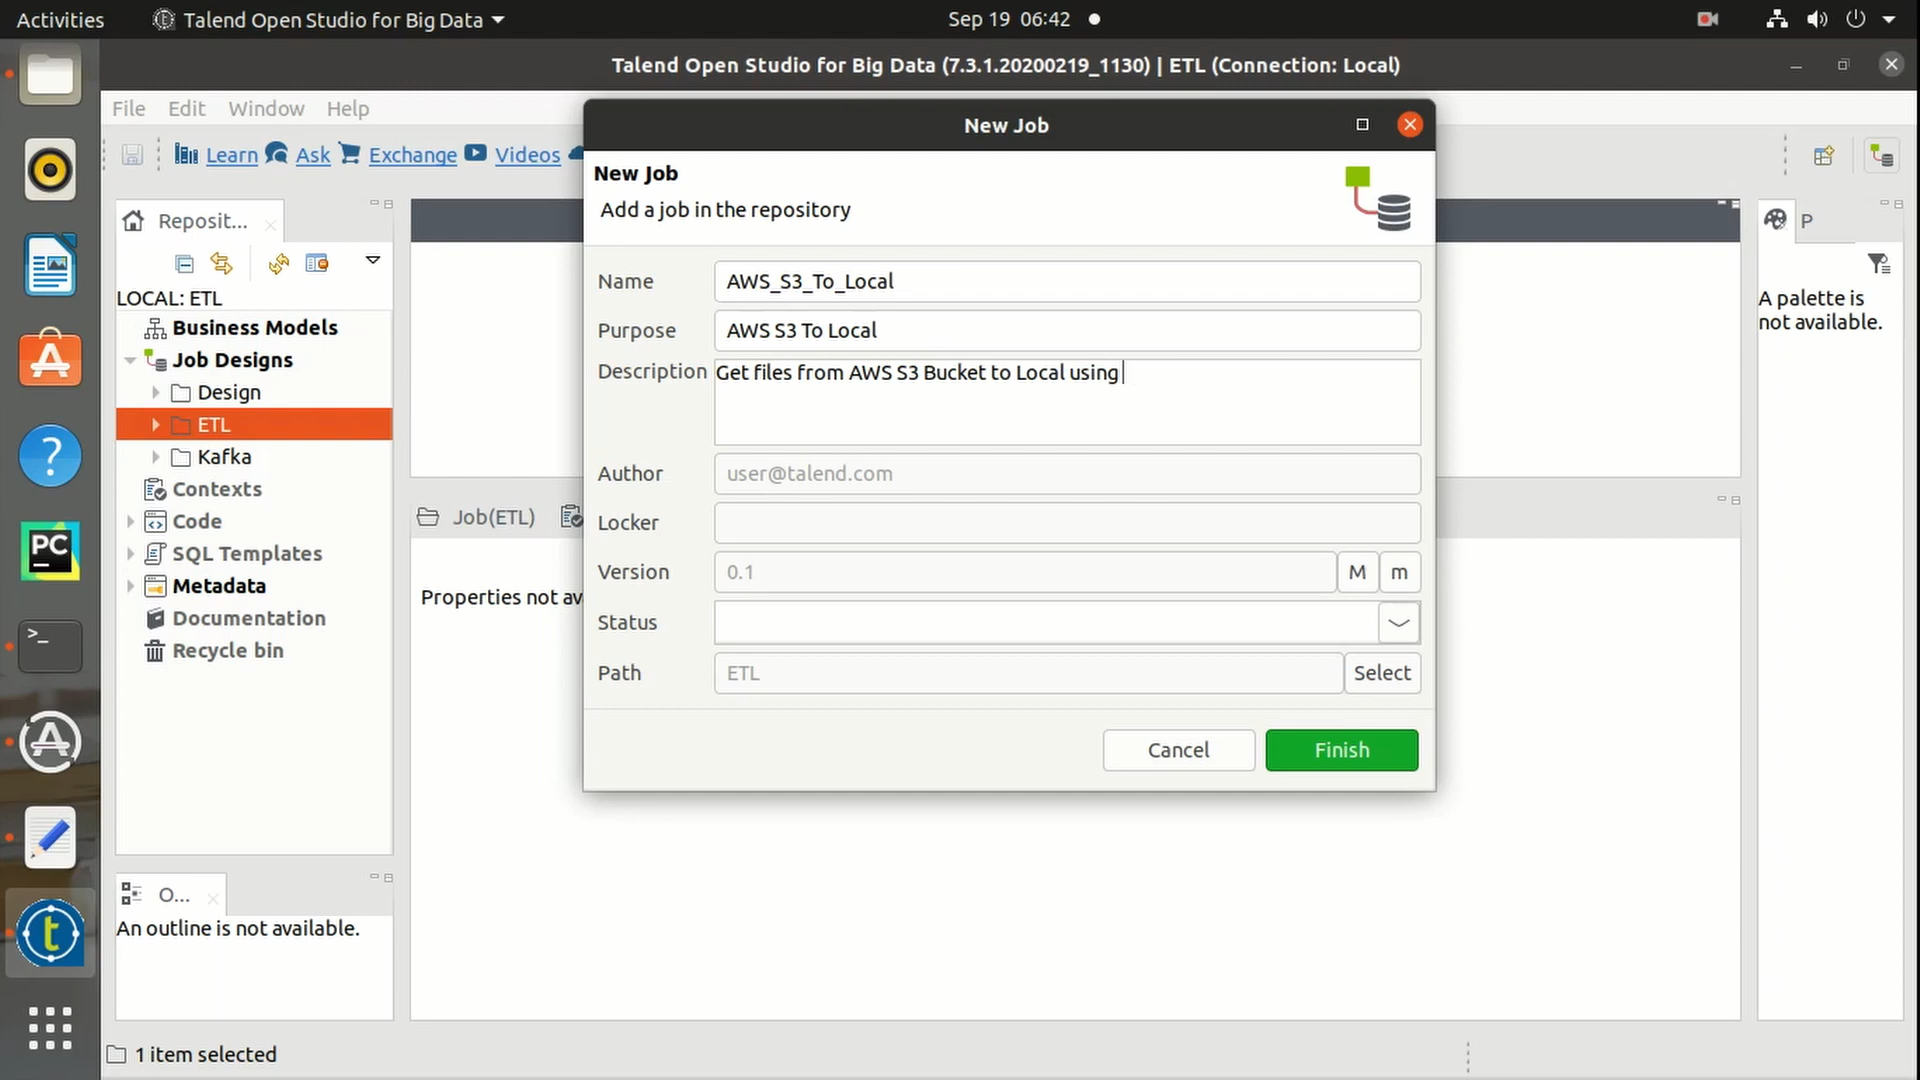 Activities
Talend Open Studio for Big Data
Sep 19 06:42
Talend Open Studio for Big Data (7.3.1.20200219_1130) | ETL (Connection: Local)
File Edit Window Help
Learn Ask Exchange Videos
Reposit...
LOCAL: ETL
Business Models
Job Designs
Design
ETL
Kafka
Contexts
Code
SQL Templates
Metadata
Documentation
Recycle bin
O...
An outline is not available.
1 item selected
Job(ETL)
Properties not av
New Job
New Job
Add a job in the repository
Name AWS_S3_To_Local
Purpose AWS S3 To Local
Description Get files from AWS S3 Bucket to Local using
Author user@talend.com
Locker
Version 0.1 M m
Status
Path ETL Select
Cancel Finish
P
A palette is
not available.
PC
>_
t
?